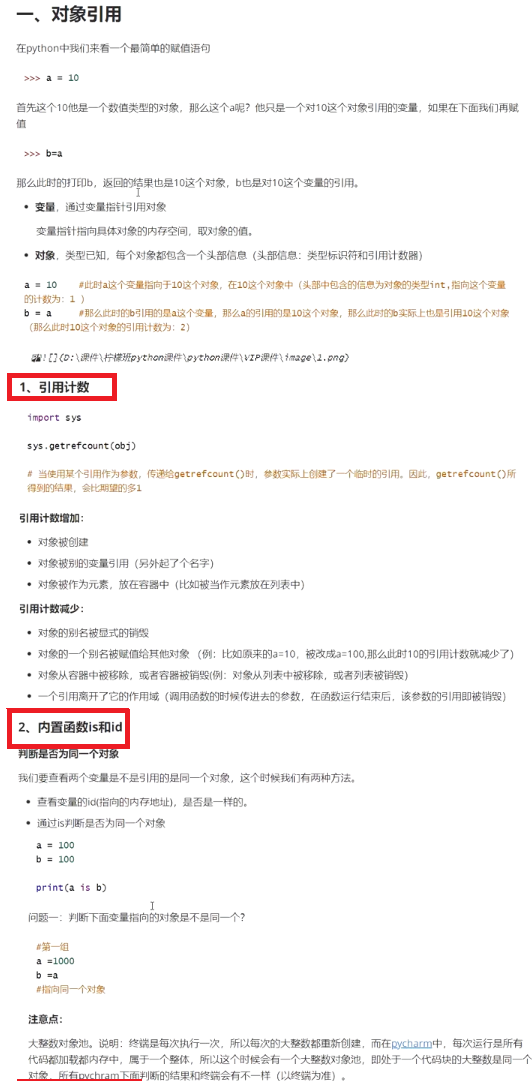 一、对象引用
在python中我们来看一个最简单的赋值语句
>>> a = 10
首先这个10他是一个数值类型的对象，那么这个a呢？他只是一个对10这个对象引用的变量，如果在下面我们再赋
值
>>> b=a
那么此时的打印b，返回的结果也是10这个对象，b也是对10这个变量的引用。
• 变量，通过变量指针引用对象
变量指针指向具体对象的内存空间，取对象的值。
• 对象，类型已知，每个对象都包含一个头部信息（头部信息：类型标识符和引用计数器）
a = 10 #此时a这个变量指向于10这个对象，在10这个对象中（头部中包含的信息为对象的类型int,指向这个变量
的计数为：1 ）
b = a #那么此时的b引用的是a这个变量，那么a的引用的是10这个对象，那么此时的b实际上也是引用10这个对象
（那么此时10这个对象的引用计数为：2）
![](D:\课件\柠檬班python课件\python课件\VIP课件\image\1.png)
1、引用计数
import sys
sys.getrefcount(obj)
# 当使用某个引用作为参数，传递给getrefcount()时，参数实际上创建了一个临时的引用。因此，getrefcount()所
得到的结果，会比期望的多1
引用计数增加：
• 对象被创建
• 对象被别的变量引用（另外起了个名字）
• 对象被作为元素，放在容器中（比如被当作元素放在列表中）
引用计数减少：
• 对象的别名被显式的销毁
• 对象的一个别名被赋值给其他对象 （例：比如原来的a=10，被改成a=100,那么此时10的引用计数就减少了)
• 对象从容器中被移除，或者容器被销毁(例：对象从列表中被移除，或者列表被销毁）
• 一个引用离开了它的作用域（调用函数的时候传进去的参数，在函数运行结束后，该参数的引用即被销毁）
2、内置函数is和id
判断是否为同一个对象
我们要查看两个变量是不是引用的是同一个对象，这个时候我们有两种方法。
• 查看变量的id(指向的内存地址)，是否是一样的。
• 通过is判断是否为同一个对象
a = 100
b = 100
print(a is b)
问题一：判断下面变量指向的对象是不是同一个？
#第一组
a =1000
b =a
#指向同一个对象
注意点：
大整数对象池。说明：终端是每次执行一次，所以每次的大整数都重新创建，而在pycharm中，每次运行是所有
代码都加载都内存中，属于一个整体，所以这个时候会有一个大整数对象池，即处于一个代码块的大整数是同一个
对象。所有pychram下面判断的结果和终端会有不一样（以终端为准）。